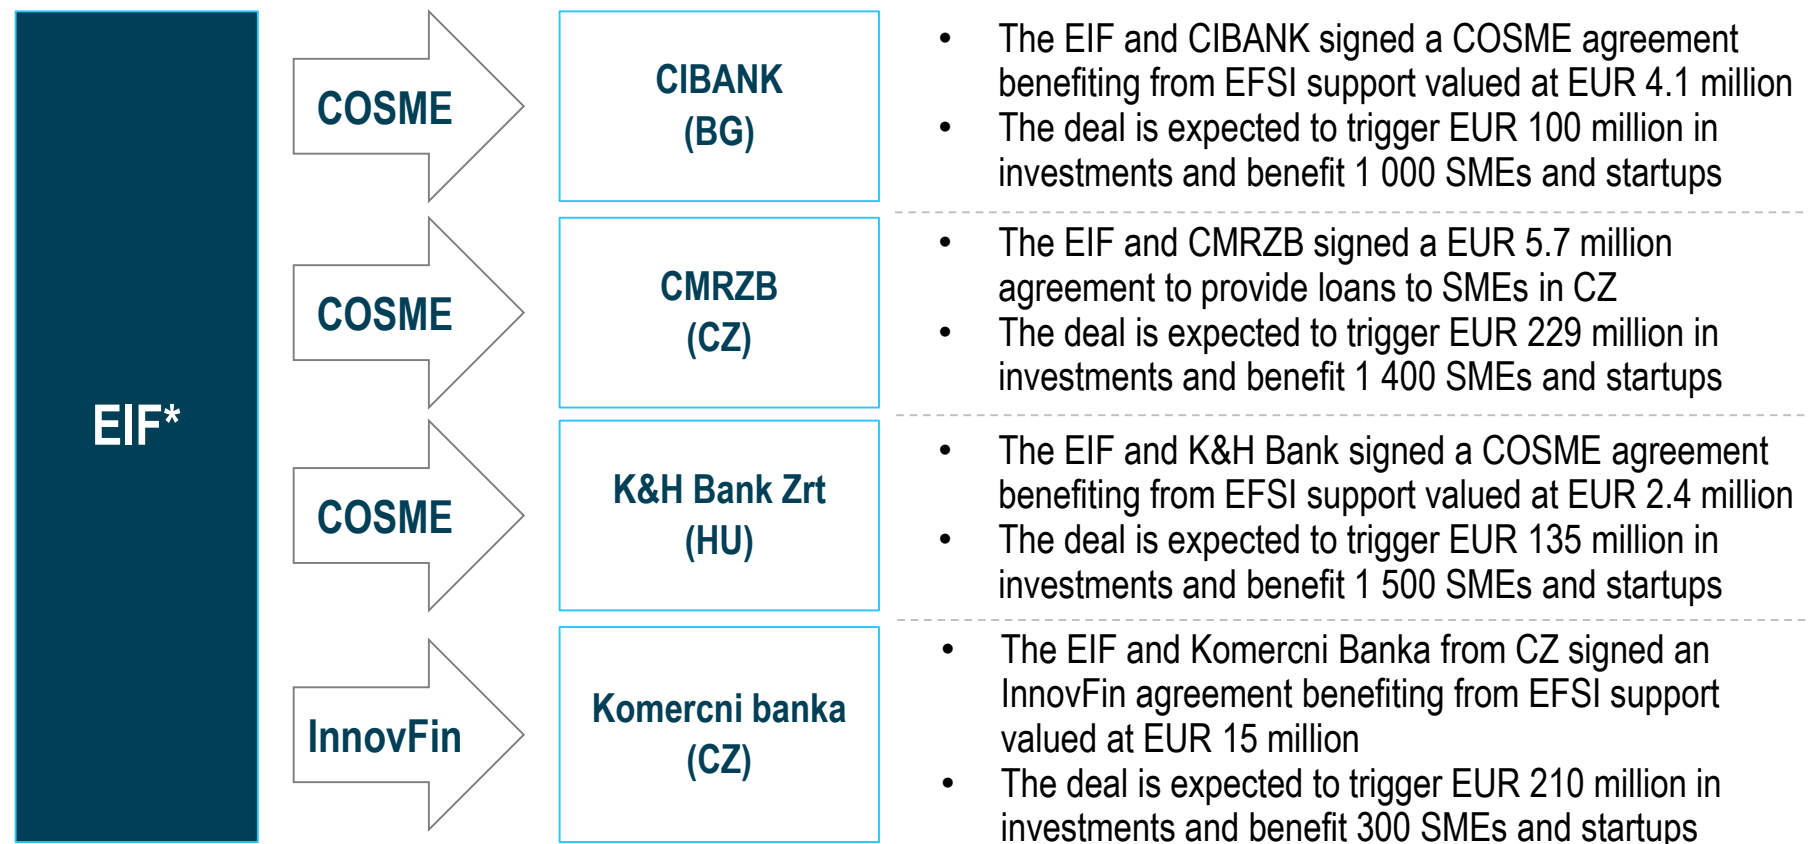 EIF*
COSME
CIBANK
(BG)
• The EIF and CIBANK signed a COSME agreement
benefiting from EFSI support valued at EUR 4.1 million
• The deal is expected to trigger EUR 100 million in
investments and benefit 1 000 SMEs and startups
COSME
CMRZB
(CZ)
• The EIF and CMRZB signed a EUR 5.7 million
agreement to provide loans to SMEs in CZ
• The deal is expected to trigger EUR 229 million in
investments and benefit 1 400 SMEs and startups
COSME
K&H Bank Zrt
(HU)
• The EIF and K&H Bank signed a COSME agreement
benefiting from EFSI support valued at EUR 2.4 million
• The deal is expected to trigger EUR 135 million in
investments and benefit 1 500 SMEs and startups
InnovFin
Komercni banka
(CZ)
• The EIF and Komercni Banka from CZ signed an
InnovFin agreement benefiting from EFSI support
valued at EUR 15 million
• The deal is expected to trigger EUR 210 million in
investments and benefit 300 SMEs and startups